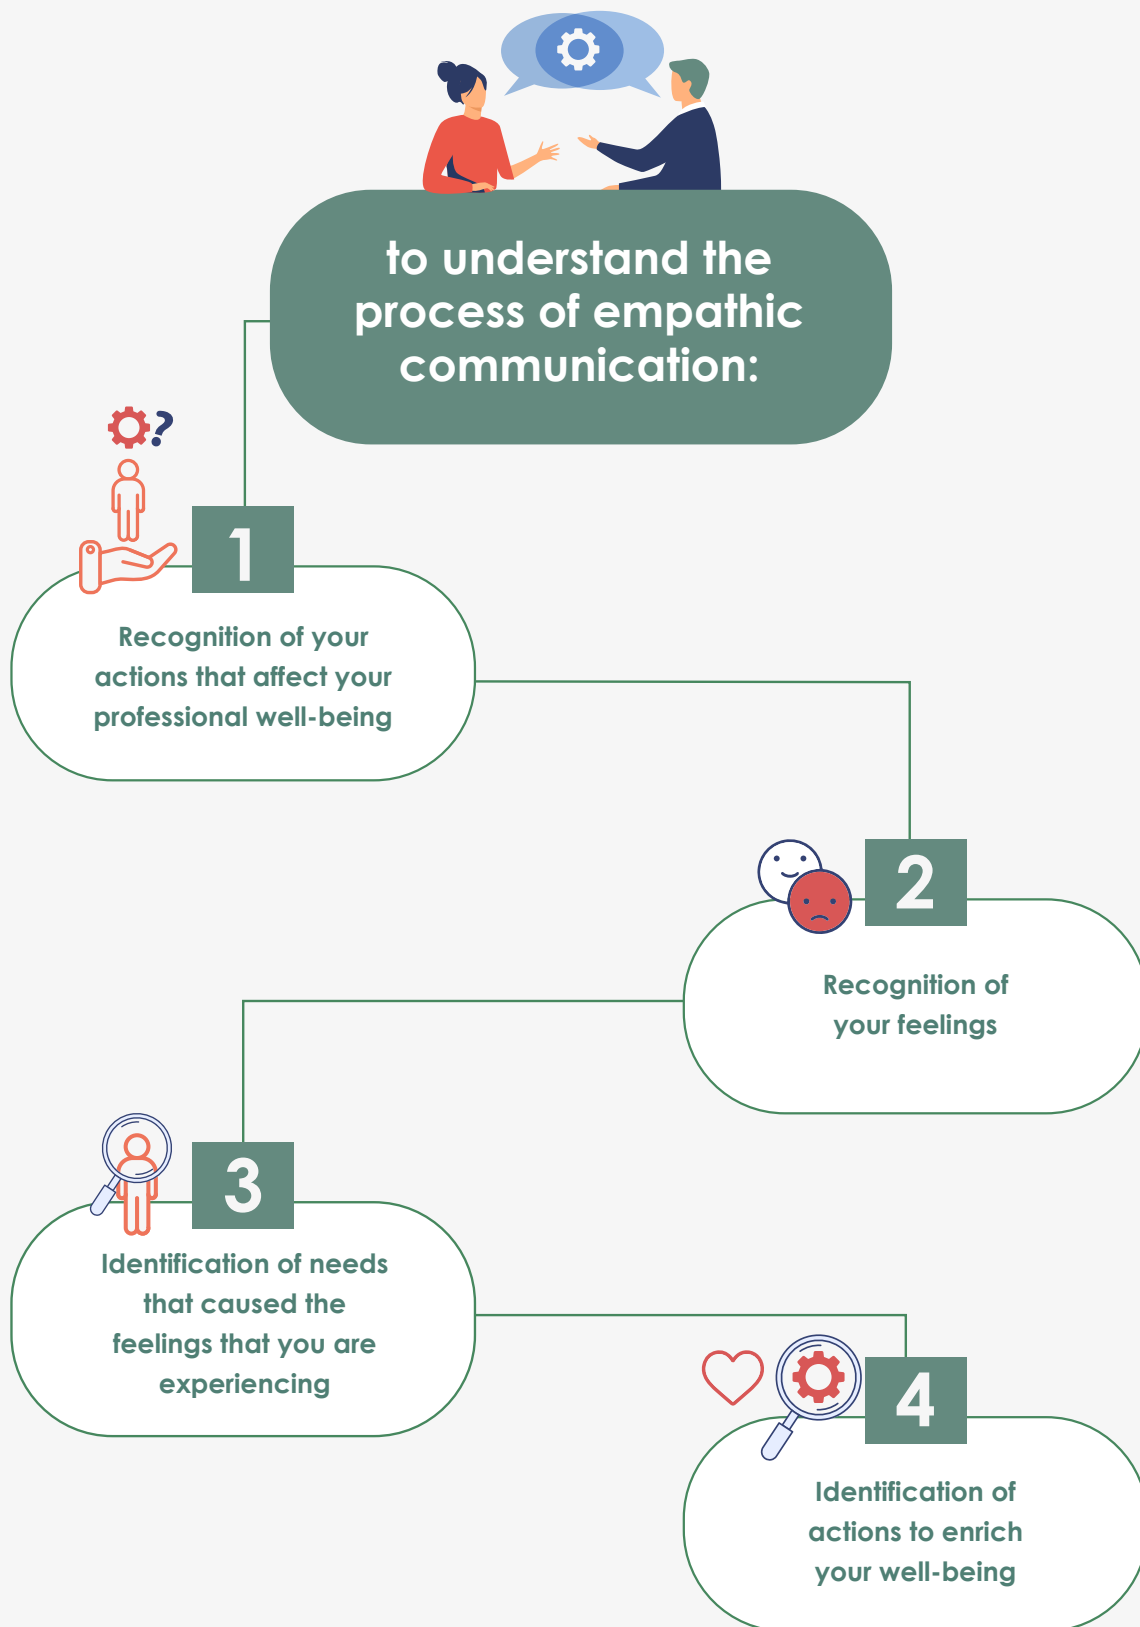 to understand the
process of empathic
communication:
?
1
Recognition of your
actions that affect your
professional well-being
2
Recognition of
your feelings
3
Identification of needs
that caused the
feelings that you are
experiencing
4
Identification of
actions to enrich
your well-being